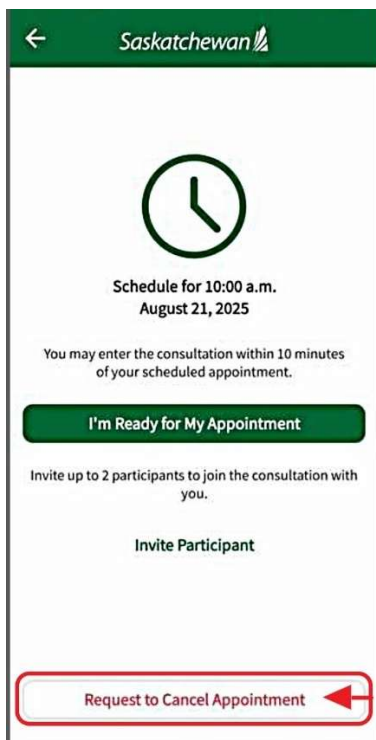 Saskatchewan
Schedule for 10:00 a.m.
August 21, 2025
You may enter the consultation within 10 minutes
of your scheduled appointment.
I'm Ready for My Appointment
Invite up to 2 participants to join the consultation with
you.
Invite Participant
Request to Cancel Appointment